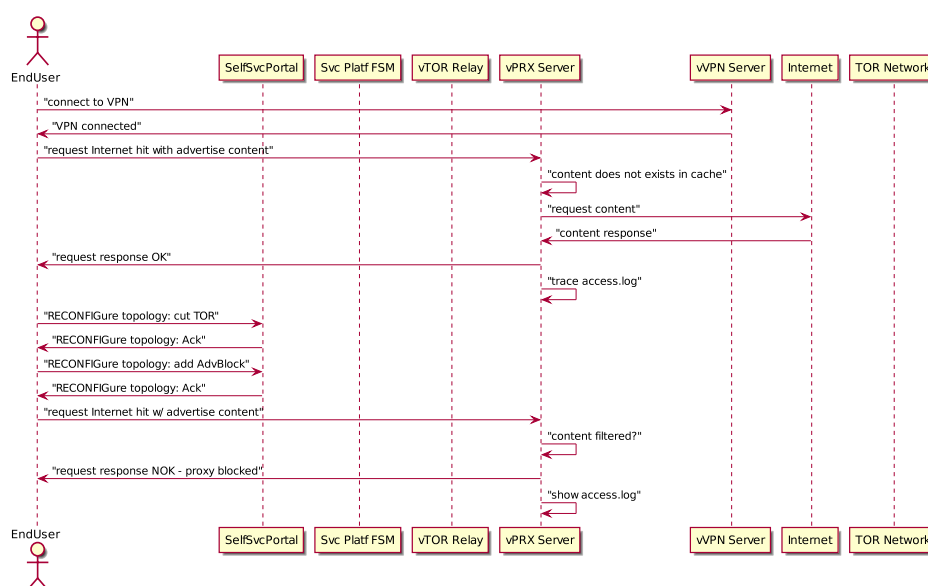 EndUser
SelfSvcPortal
Svc Platf FSM
vTOR Relay
vPRX Server
vVPN Server
Internet
TOR Network
"connect to VPN"
"VPN connected"
"request Internet hit with advertise content"
"content does not exists in cache"
"request content"
"content response"
"request response OK"
"trace access.log"
"RECONFIGure topology: cut TOR"
"RECONFIGure topology: Ack"
"RECONFIGure topology: add AdvBlock"
"RECONFIGure topology: Ack"
"request Internet hit w/ advertise content"
"content filtered?"
"request response NOK - proxy blocked"
"show access.log"
EndUser
SelfSvcPortal
Svc Platf FSM
vTOR Relay
vPRX Server
vVPN Server
Internet
TOR Network